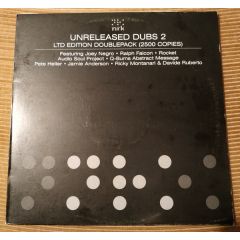 nrk
UNRELEASED DUBS 2
LTD EDITION DOUBLEPACK (2500 COPIES)
Featuring Joey Negro • Ralph Falcon • Rocket
Audio Soul Project • Q-Burns Abstract Message
Pete Heller • Jamie Anderson • Ricky Montanari & Davide Ruberto